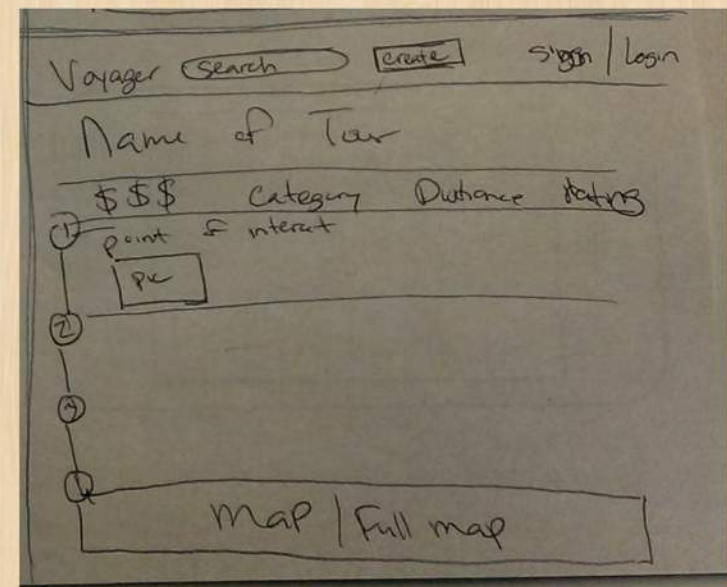 Voyager search create sign | Login
Name of Tour
$$$ Category Distance Rating
1 point of interest
pic
2
3
4
map | Full map